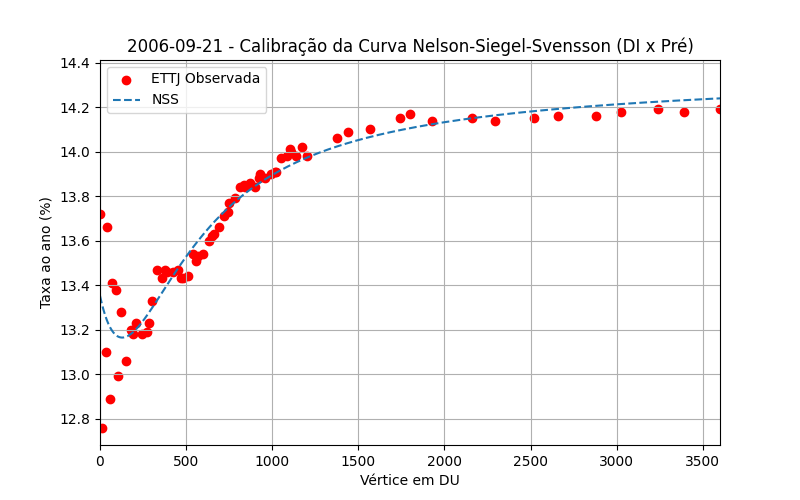 2006-09-21 - Calibração da Curva Nelson-Siegel-Svensson (DI x Pré)
ETTJ Observada
NSS
Taxa ao ano (%)
14.4
14.2
14.0
13.8
13.6
13.4
13.2
13.0
12.8
0 500 1000 1500 2000 2500 3000 3500
Vértice em DU